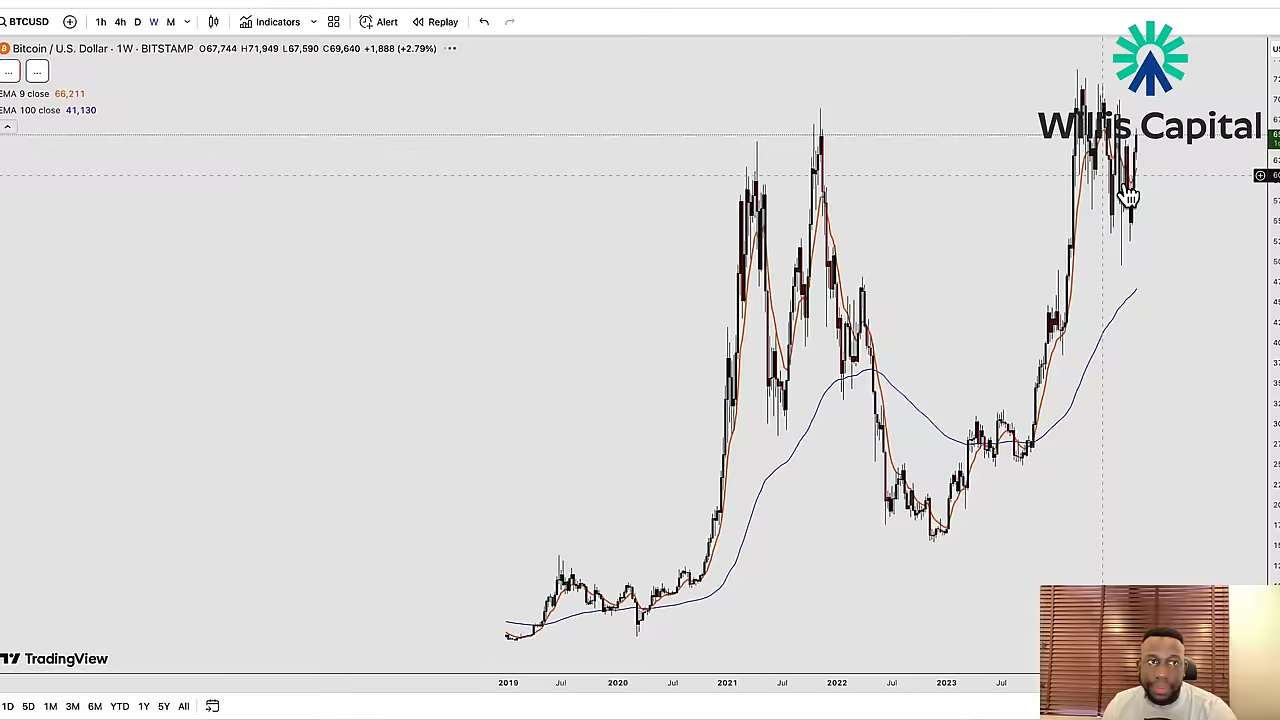 BTCUSD 1h 4h D W M Indicators Alert Replay
Bitcoin / U.S. Dollar · 1W · BITSTAMP O67,744 H71,949 L67,590 C69,640 +1,888 (+2.79%)
EMA 9 close 66,211
EMA 100 close 41,130
Willis Capital
TradingView
2019 Jul 2020 Jul 2021 Jul 2022 Jul 2023 Jul
1D 5D 1M 3M 6M YTD 1Y 5Y All